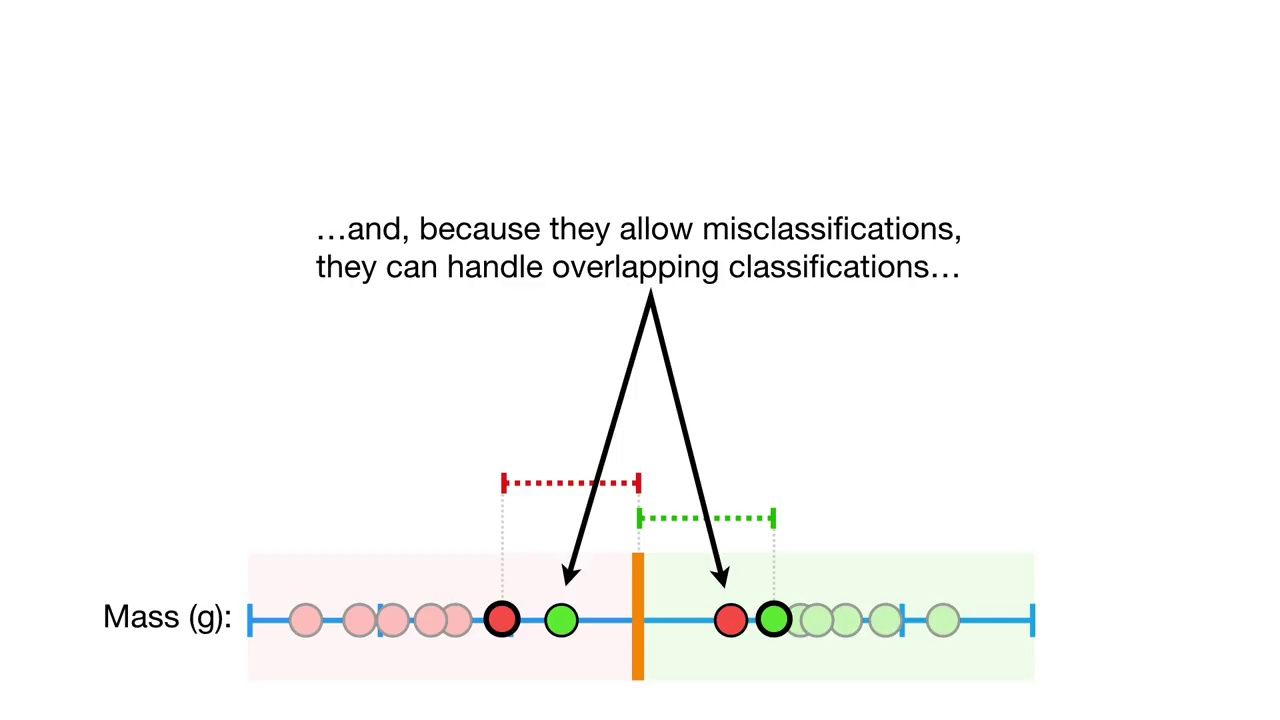 …and, because they allow misclassifications,
they can handle overlapping classifications…
Mass (g):